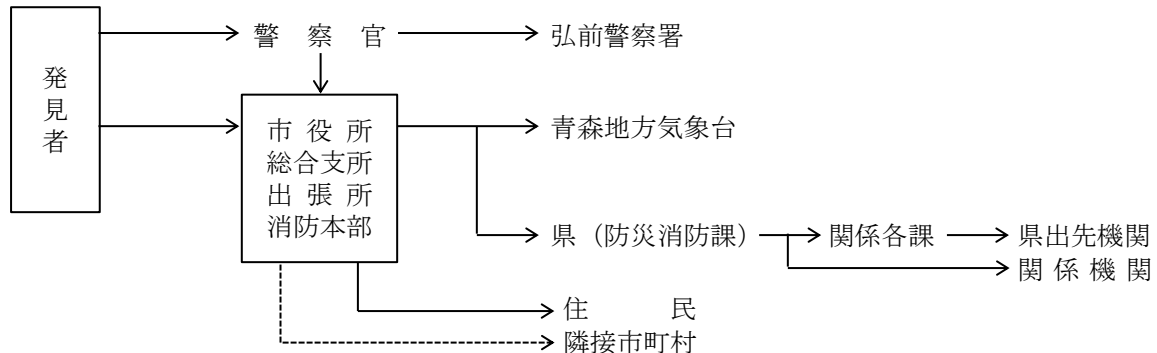 発見者
警察官
弘前警察署
市役所
総合支所
出張所
消防本部
青森地方気象台
県（防災消防課）
関係各課
県出先機関
関係機関
住民
隣接市町村